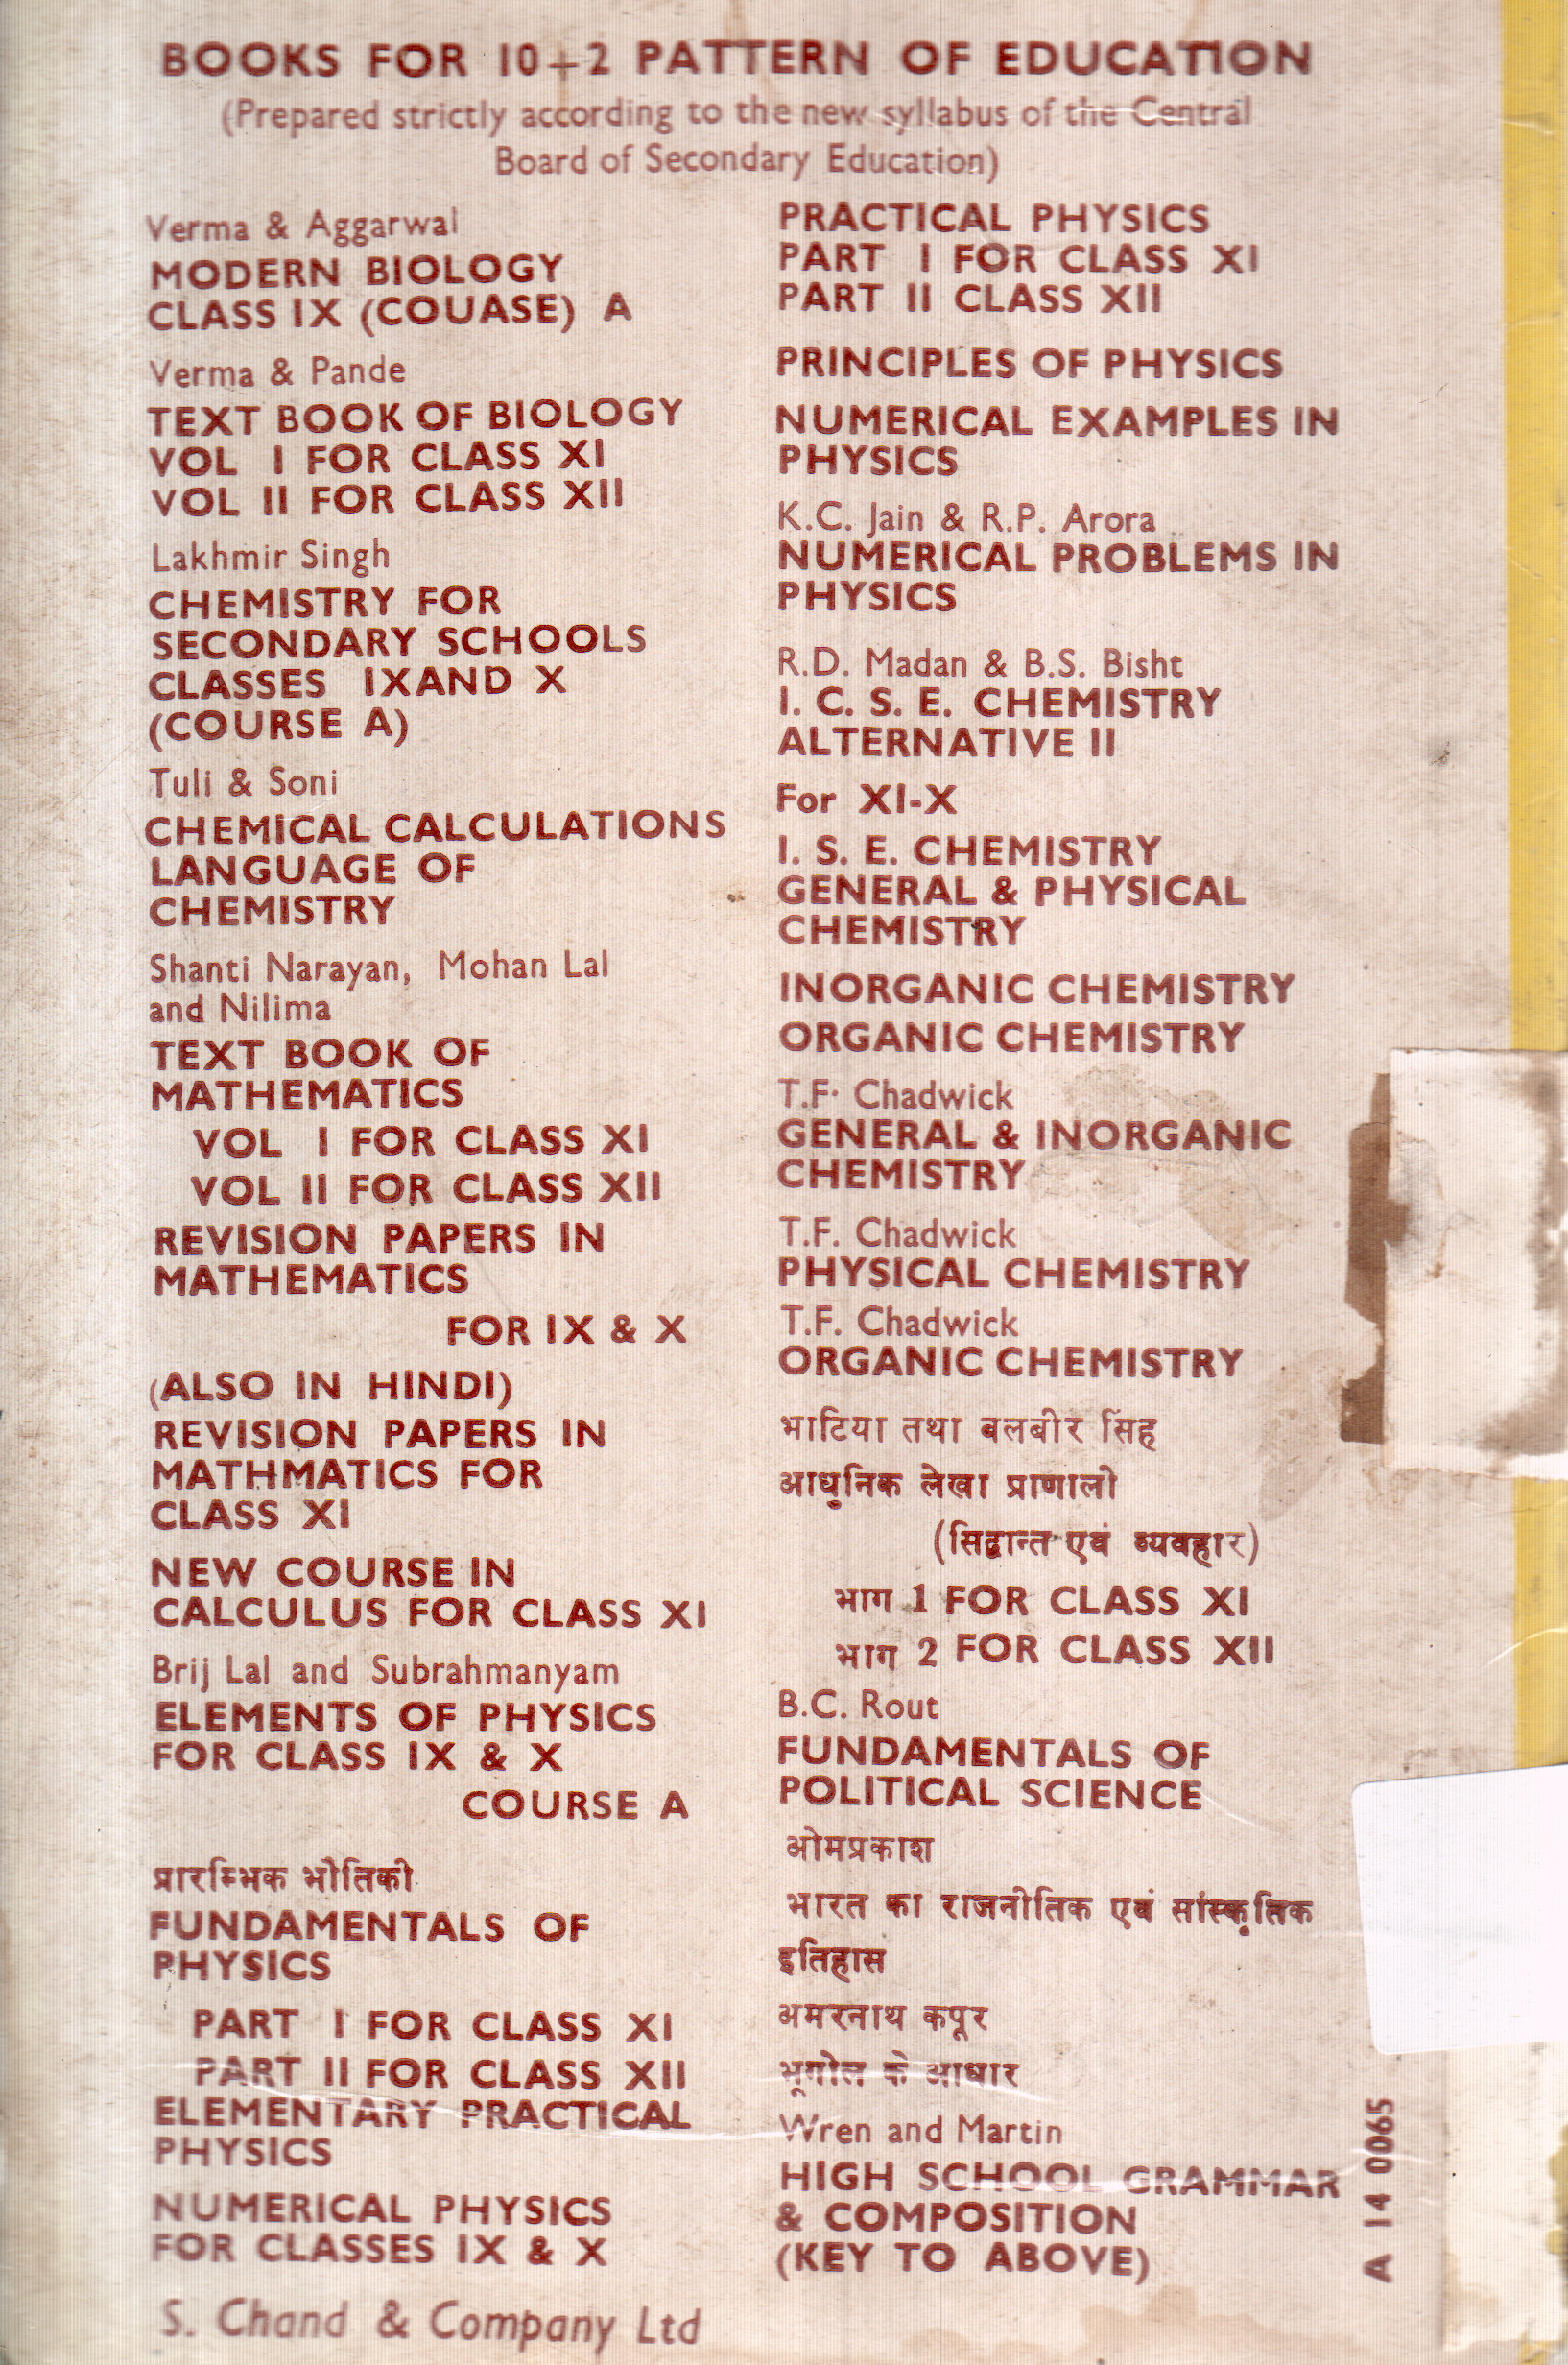 BOOKS FOR 10+2 PATTERN OF EDUCATION
(Prepared strictly according to the new syllabus of the Central
Board of Secondary Education)
Verma & Aggarwal
MODERN BIOLOGY
CLASS IX (COUASE) A
Verma & Pande
TEXT BOOK OF BIOLOGY
VOL I FOR CLASS XI
VOL II FOR CLASS XII
Lakhmir Singh
CHEMISTRY FOR
SECONDARY SCHOOLS
CLASSES IXAND X
(COURSE A)
Tuli & Soni
CHEMICAL CALCULATIONS
LANGUAGE OF
CHEMISTRY
Shanti Narayan, Mohan Lal
and Nilima
TEXT BOOK OF
MATHEMATICS
VOL I FOR CLASS XI
VOL II FOR CLASS XII
REVISION PAPERS IN
MATHEMATICS
FOR IX & X
(ALSO IN HINDI)
REVISION PAPERS IN
MATHMATICS FOR
CLASS XI
NEW COURSE IN
CALCULUS FOR CLASS XI
Brij Lal and Subrahmanyam
ELEMENTS OF PHYSICS
FOR CLASS IX & X
COURSE A
प्रारम्भिक भौतिकी
FUNDAMENTALS OF
PHYSICS
PART I FOR CLASS XI
PART II FOR CLASS XII
ELEMENTARY PRACTICAL
PHYSICS
NUMERICAL PHYSICS
FOR CLASSES IX & X
S. Chand & Company Ltd
PRACTICAL PHYSICS
PART I FOR CLASS XI
PART II CLASS XII
PRINCIPLES OF PHYSICS
NUMERICAL EXAMPLES IN
PHYSICS
K.C. Jain & R.P. Arora
NUMERICAL PROBLEMS IN
PHYSICS
R.D. Madan & B.S. Bisht
I. C. S. E. CHEMISTRY
ALTERNATIVE II
For XI-X
I. S. E. CHEMISTRY
GENERAL & PHYSICAL
CHEMISTRY
INORGANIC CHEMISTRY
ORGANIC CHEMISTRY
T.F. Chadwick
GENERAL & INORGANIC
CHEMISTRY
T.F. Chadwick
PHYSICAL CHEMISTRY
T.F. Chadwick
ORGANIC CHEMISTRY
भाटिया तथा बलबीर सिंह
आधुनिक लेखा प्राणाली
(सिद्वान्त एवं व्यवहार)
भाग 1 FOR CLASS XI
भाग 2 FOR CLASS XII
B.C. Rout
FUNDAMENTALS OF
POLITICAL SCIENCE
ओमप्रकाश
भारत का राजनीतिक एवं सांस्कृतिक
इतिहास
अमरनाथ कपूर
भूगोल के आधार
Wren and Martin
HIGH SCHOOL GRAMMAR
& COMPOSITION
(KEY TO ABOVE)
A 14 0065